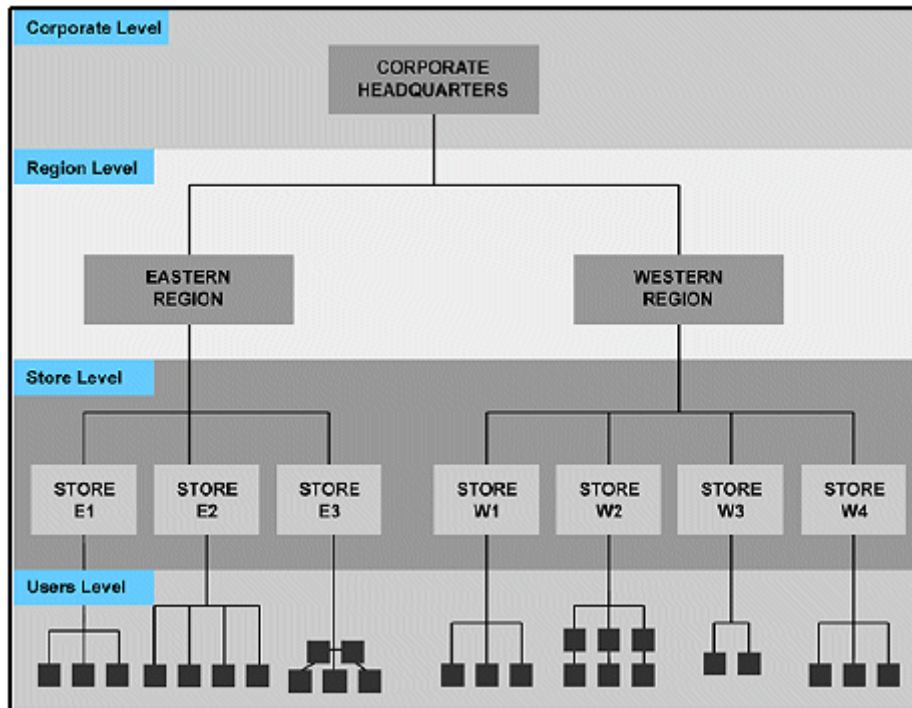 Corporate Level
CORPORATE
HEADQUARTERS
Region Level
EASTERN
REGION
WESTERN
REGION
Store Level
STORE
E1
STORE
E2
STORE
E3
STORE
W1
STORE
W2
STORE
W3
STORE
W4
Users Level